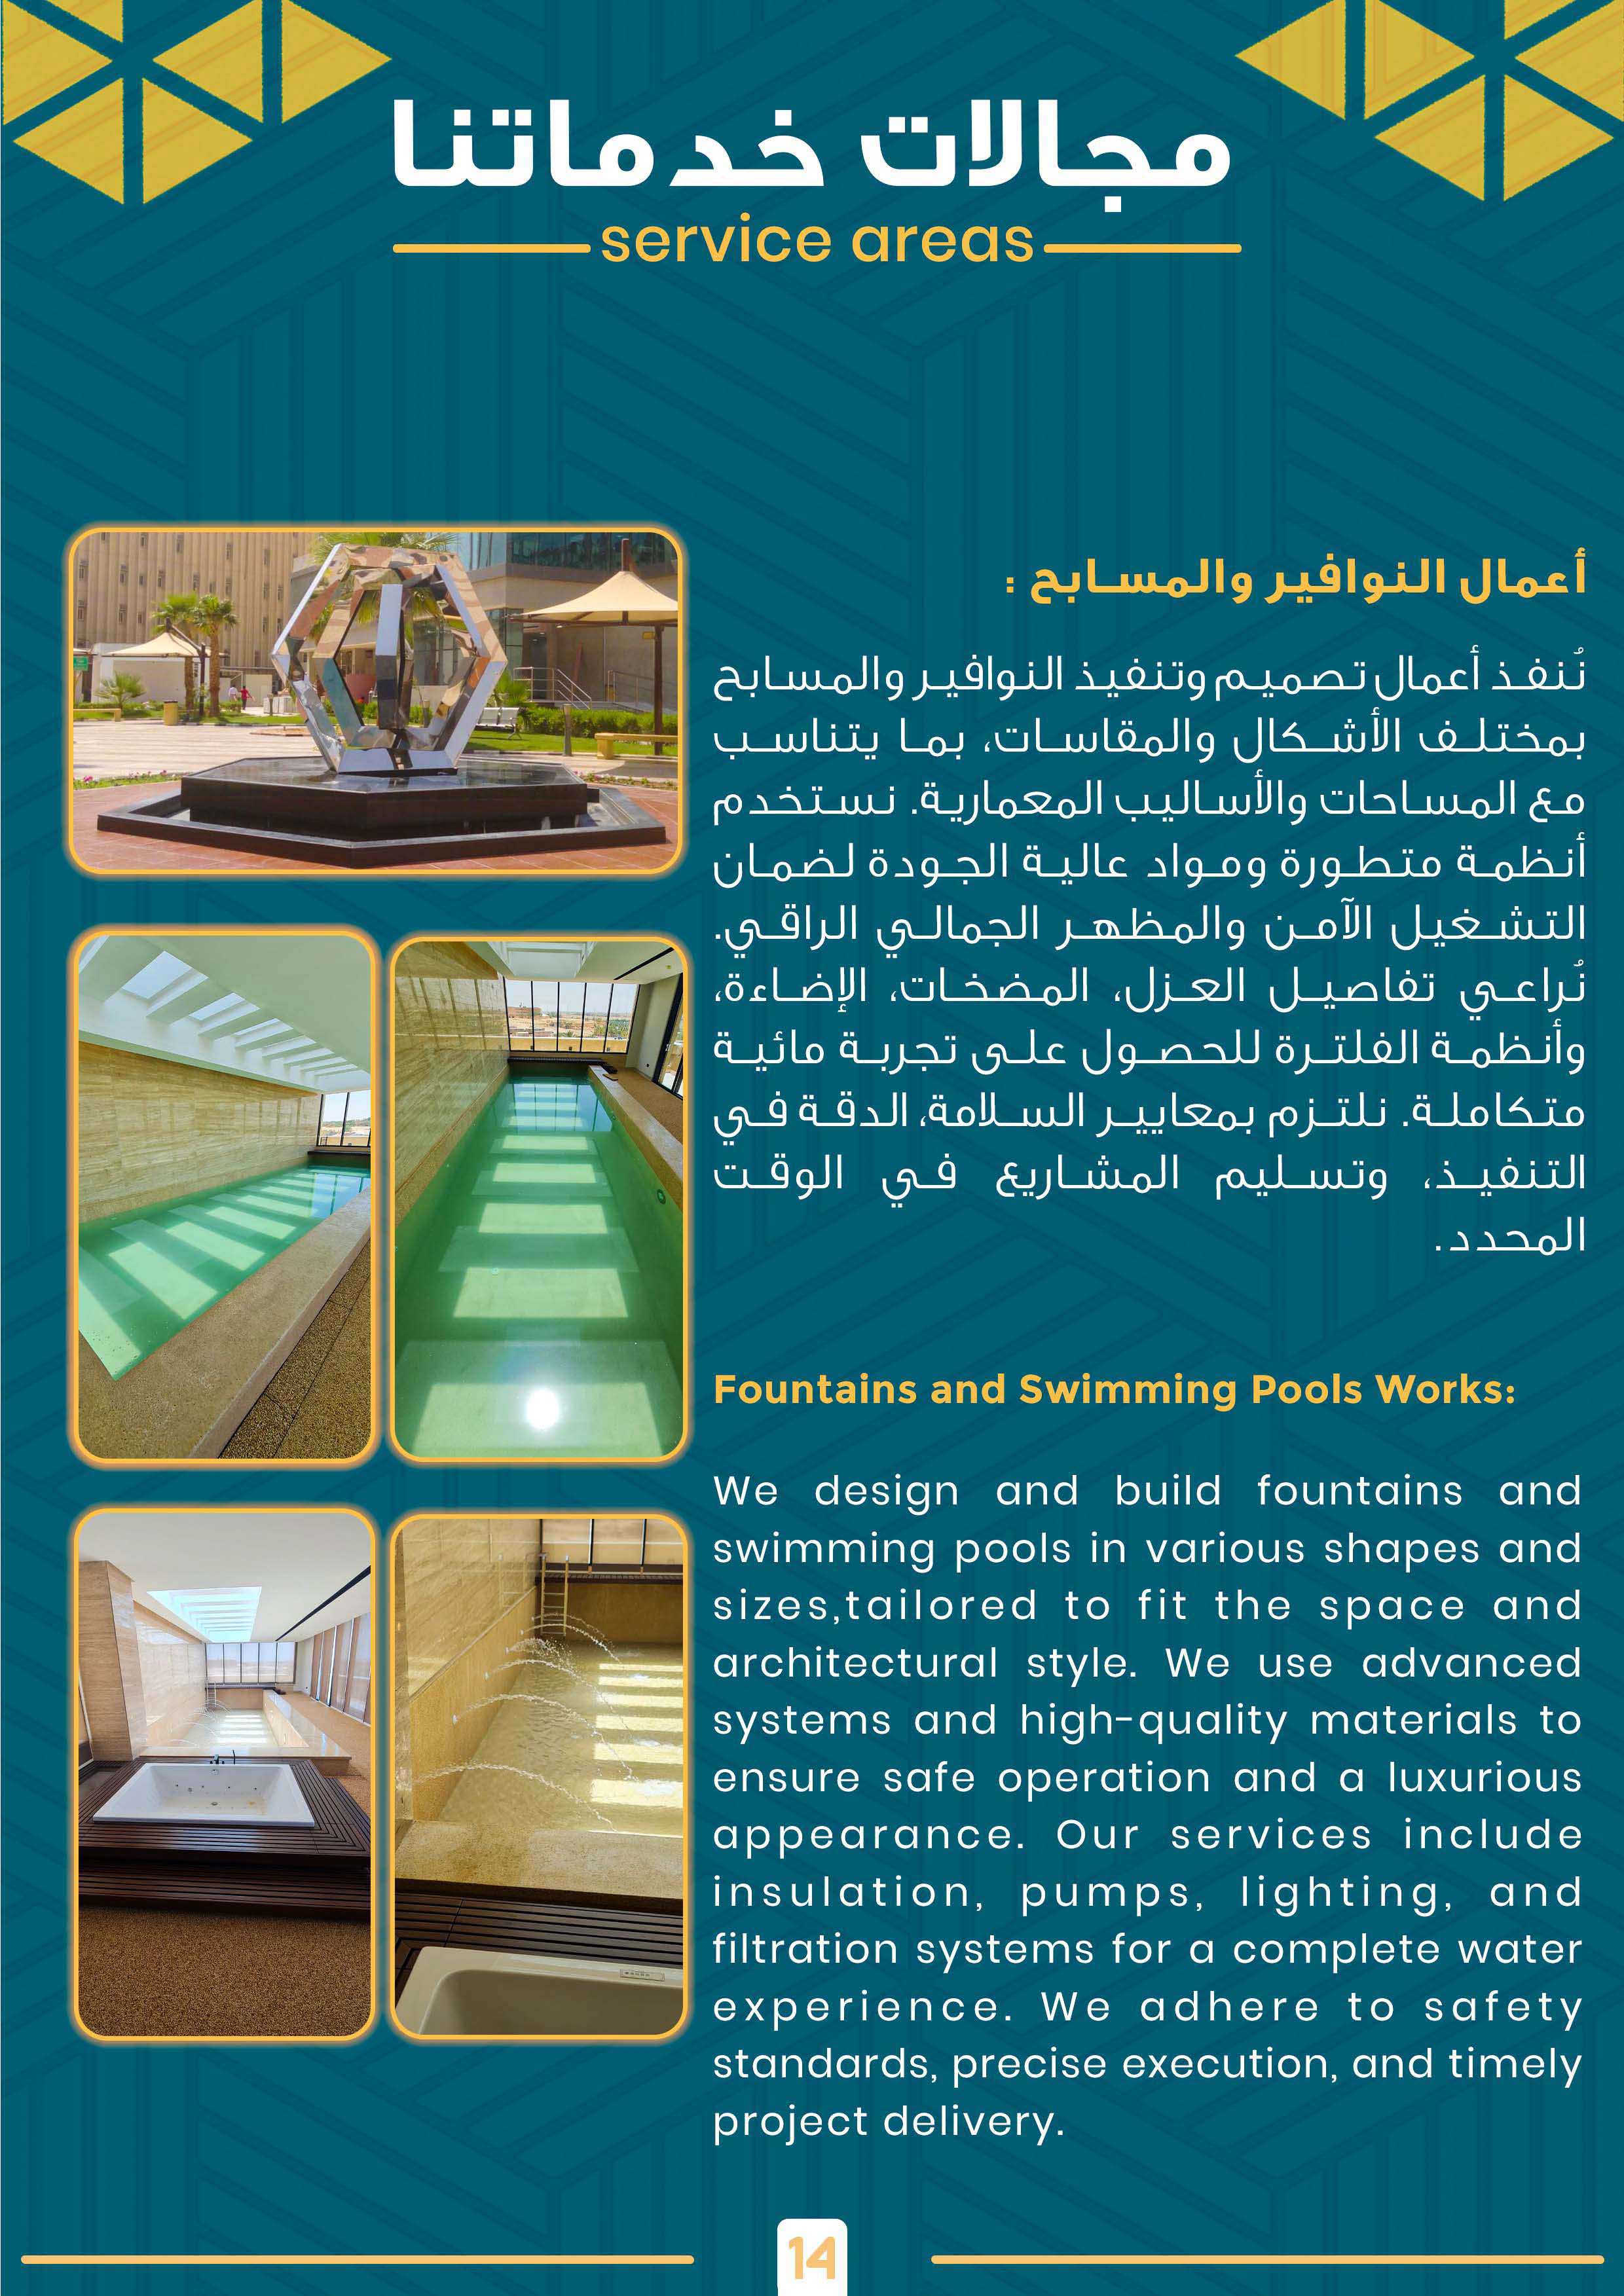 مجالات خدماتنا
service areas
أعمال النوافير والمسابح :
نُنفذ أعمال تصميم وتنفيذ النوافير والمسابح
بمختلف الأشكال والمقاسات، بما يتناسب
مع المساحات والأساليب المعمارية. نستخدم
أنظمة متطورة ومواد عالية الجودة لضمان
التشغيل الآمن والمظهر الجمالي الراقي.
نُراعي تفاصيل العزل، المضخات، الإضاءة،
وأنظمة الفلترة للحصول على تجربة مائية
متكاملة. نلتزم بمعايير السلامة، الدقة في
التنفيذ، وتسليم المشاريع في الوقت
المحدد.
Fountains and Swimming Pools Works:
We design and build fountains and
swimming pools in various shapes and
sizes,tailored to fit the space and
architectural style. We use advanced
systems and high-quality materials to
ensure safe operation and a luxurious
appearance. Our services include
insulation, pumps, lighting, and
filtration systems for a complete water
experience. We adhere to safety
standards, precise execution, and timely
project delivery.
14